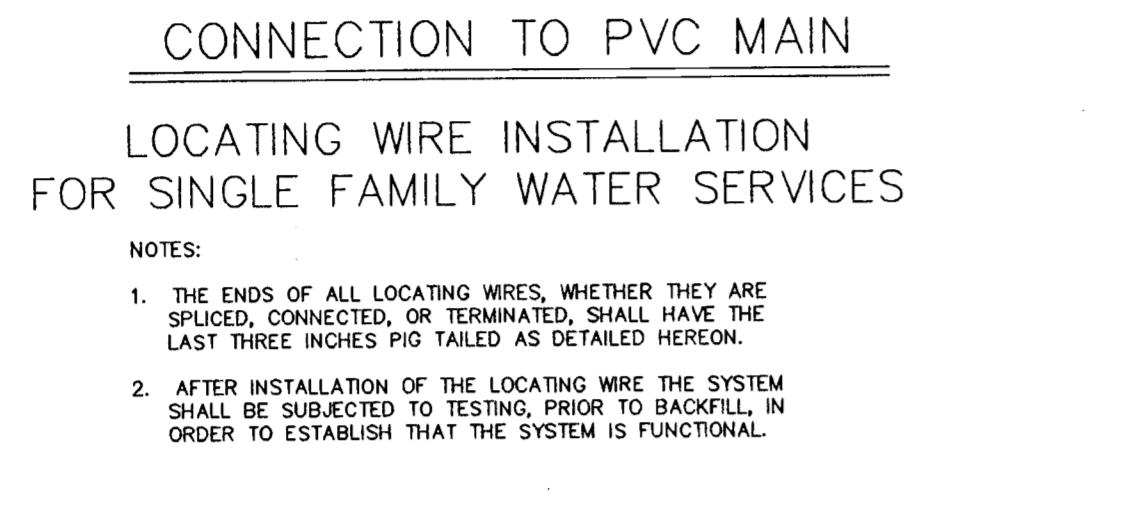 CONNECTION TO PVC MAIN
LOCATING WIRE INSTALLATION
FOR SINGLE FAMILY WATER SERVICES
NOTES:
1. THE ENDS OF ALL LOCATING WIRES, WHETHER THEY ARE
SPLICED, CONNECTED, OR TERMINATED, SHALL HAVE THE
LAST THREE INCHES PIG TAILED AS DETAILED HEREON.
2. AFTER INSTALLATION OF THE LOCATING WIRE THE SYSTEM
SHALL BE SUBJECTED TO TESTING, PRIOR TO BACKFILL, IN
ORDER TO ESTABLISH THAT THE SYSTEM IS FUNCTIONAL.